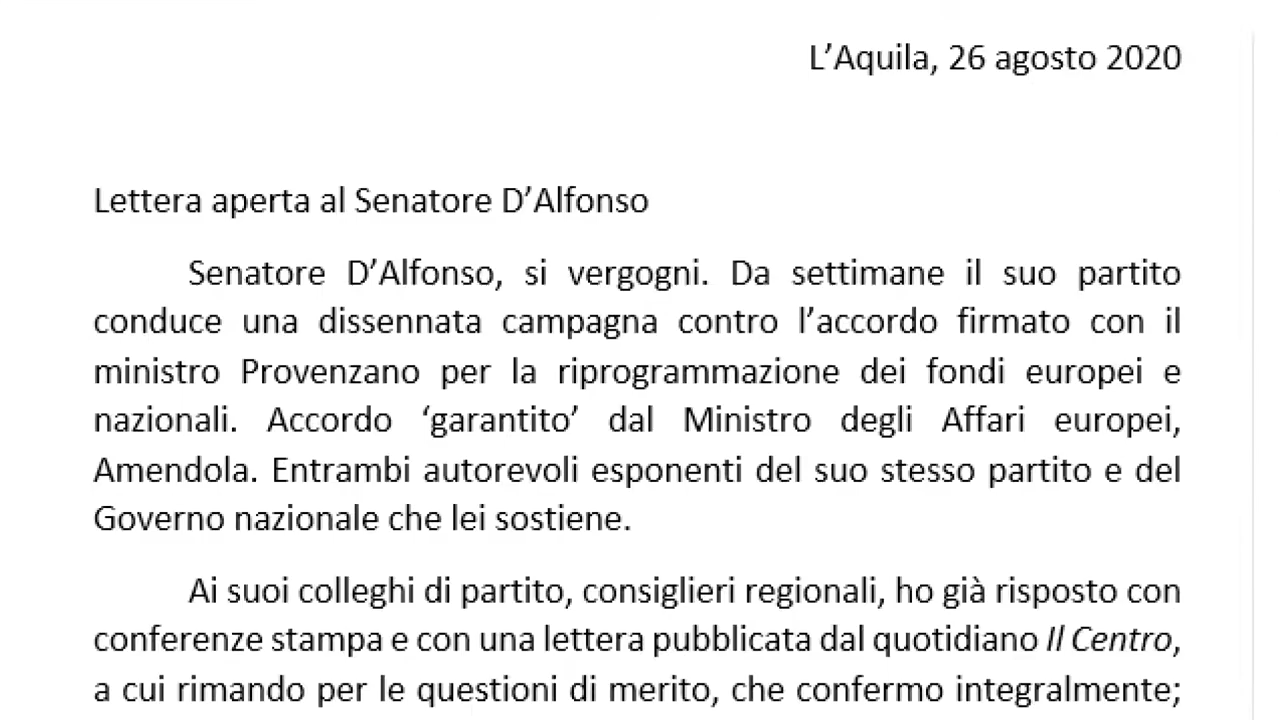 L’Aquila, 26 agosto 2020
Lettera aperta al Senatore D’Alfonso
Senatore D’Alfonso, si vergogni. Da settimane il suo partito
conduce una dissennata campagna contro l’accordo firmato con il
ministro Provenzano per la riprogrammazione dei fondi europei e
nazionali. Accordo ‘garantito’ dal Ministro degli Affari europei,
Amendola. Entrambi autorevoli esponenti del suo stesso partito e del
Governo nazionale che lei sostiene.
Ai suoi colleghi di partito, consiglieri regionali, ho già risposto con
conferenze stampa e con una lettera pubblicata dal quotidiano Il Centro,
a cui rimando per le questioni di merito, che confermo integralmente;